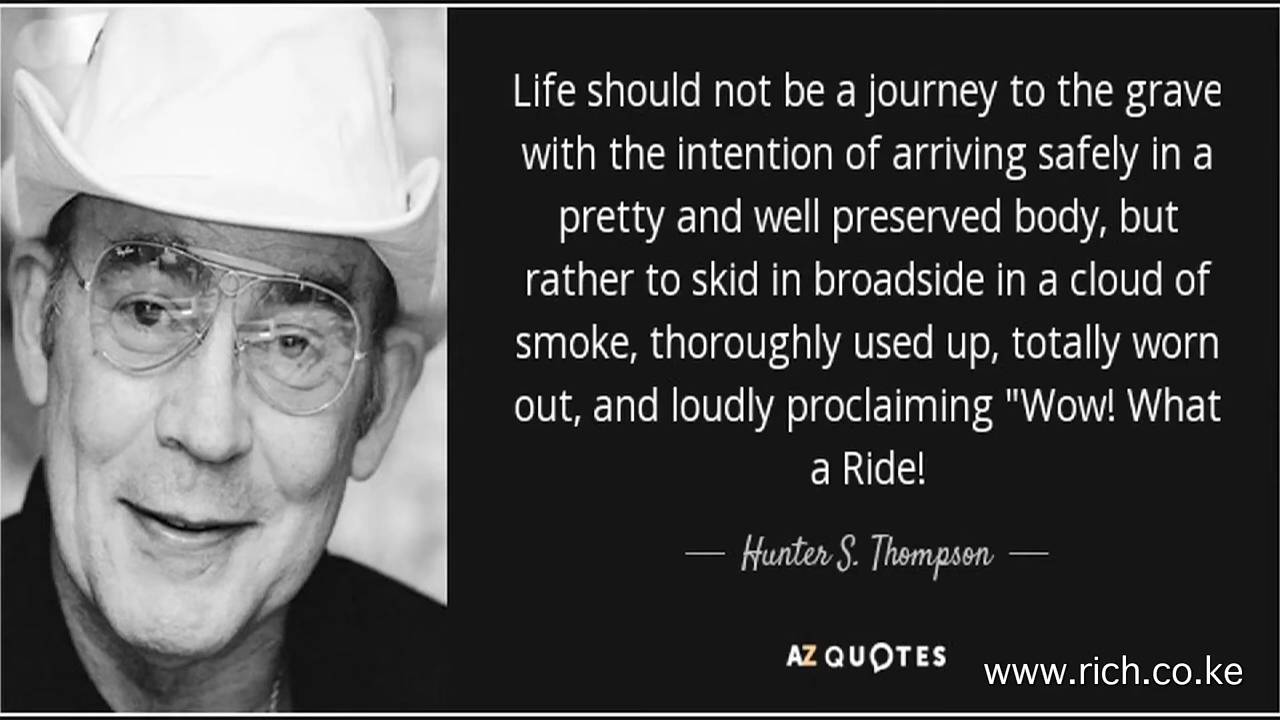 Life should not be a journey to the grave
with the intention of arriving safely in a
pretty and well preserved body, but
rather to skid in broadside in a cloud of
smoke, thoroughly used up, totally worn
out, and loudly proclaiming "Wow! What
a Ride!
Hunter S. Thompson
AZ QUOTES
www.rich.co.ke